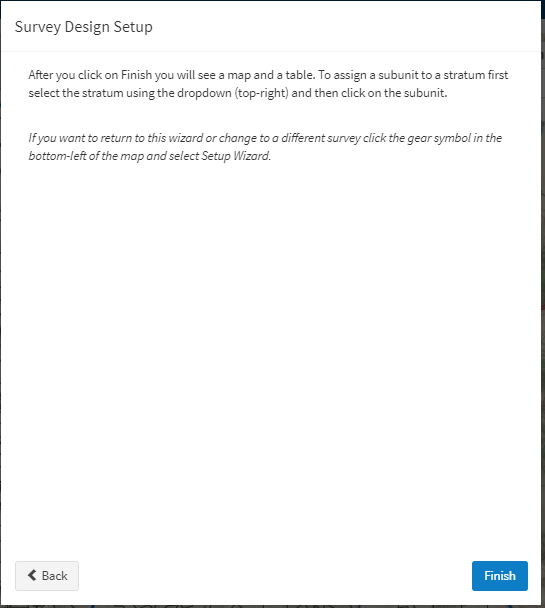 Survey Design Setup
After you click on Finish you will see a map and a table. To assign a subunit to a stratum first
select the stratum using the dropdown (top-right) and then click on the subunit.
If you want to return to this wizard or change to a different survey click the gear symbol in the
bottom-left of the map and select Setup Wizard.
Back
Finish